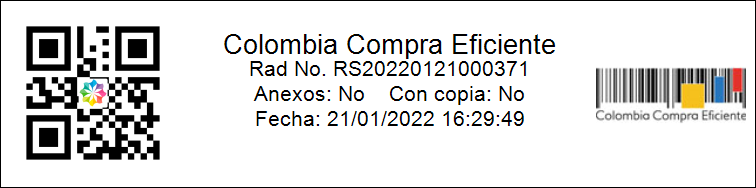 Colombia Compra Eficiente
Rad No. RS20220121000371
Anexos: No    Con copia: No
Fecha: 21/01/2022 16:29:49
Colombia Compra Eficiente